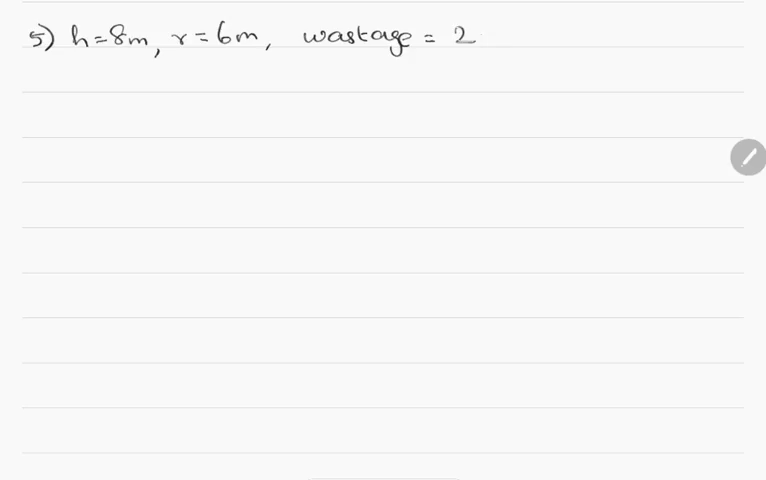 5) h=8m, r=6m, wastage = 2